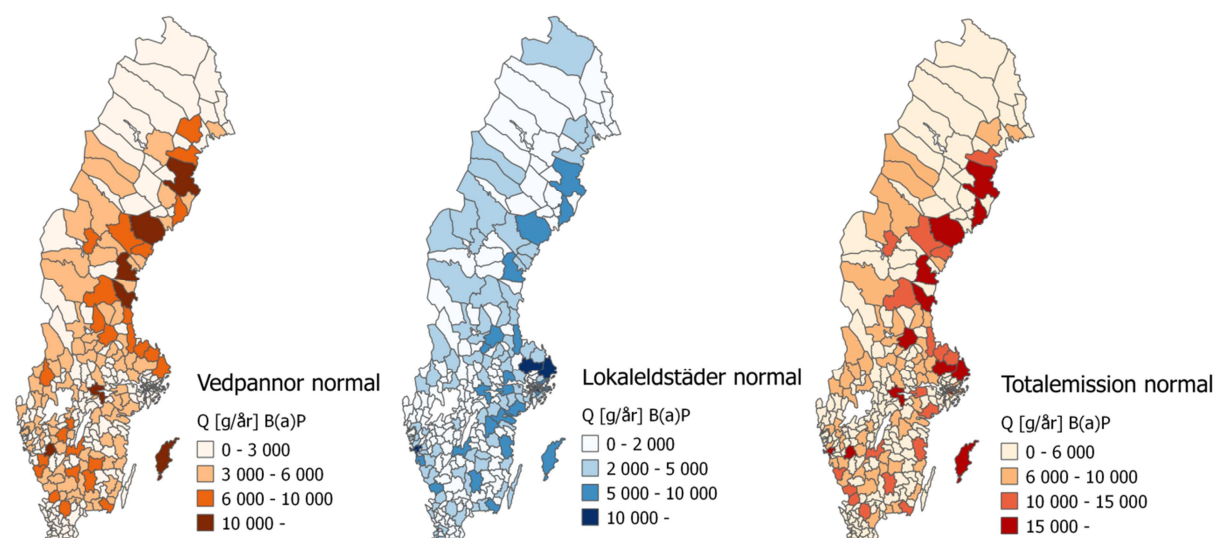 Vedpannor normal
Q [g/år] B(a)P
0 - 3 000
3 000 - 6 000
6 000 - 10 000
10 000 -
Lokaleldstäder normal
Q [g/år] B(a)P
0 - 2 000
2 000 - 5 000
5 000 - 10 000
10 000 -
Totalemission normal
Q [g/år] B(a)P
0 - 6 000
6 000 - 10 000
10 000 - 15 000
15 000 -